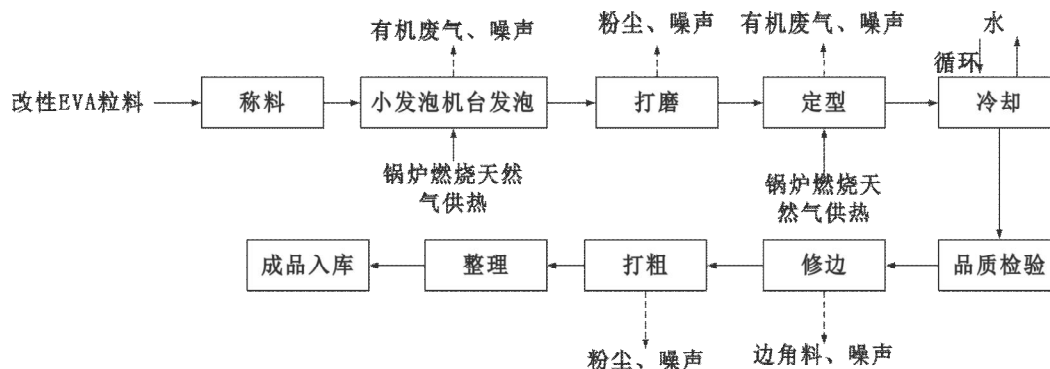 有机废气、噪声
粉尘、噪声
有机废气、噪声
水
循环
改性EVA粒料
称料
小发泡机台发泡
打磨
定型
冷却
锅炉燃烧天然
气供热
锅炉燃烧天
然气供热
成品入库
整理
打粗
修边
品质检验
粉尘、噪声
边角料、噪声